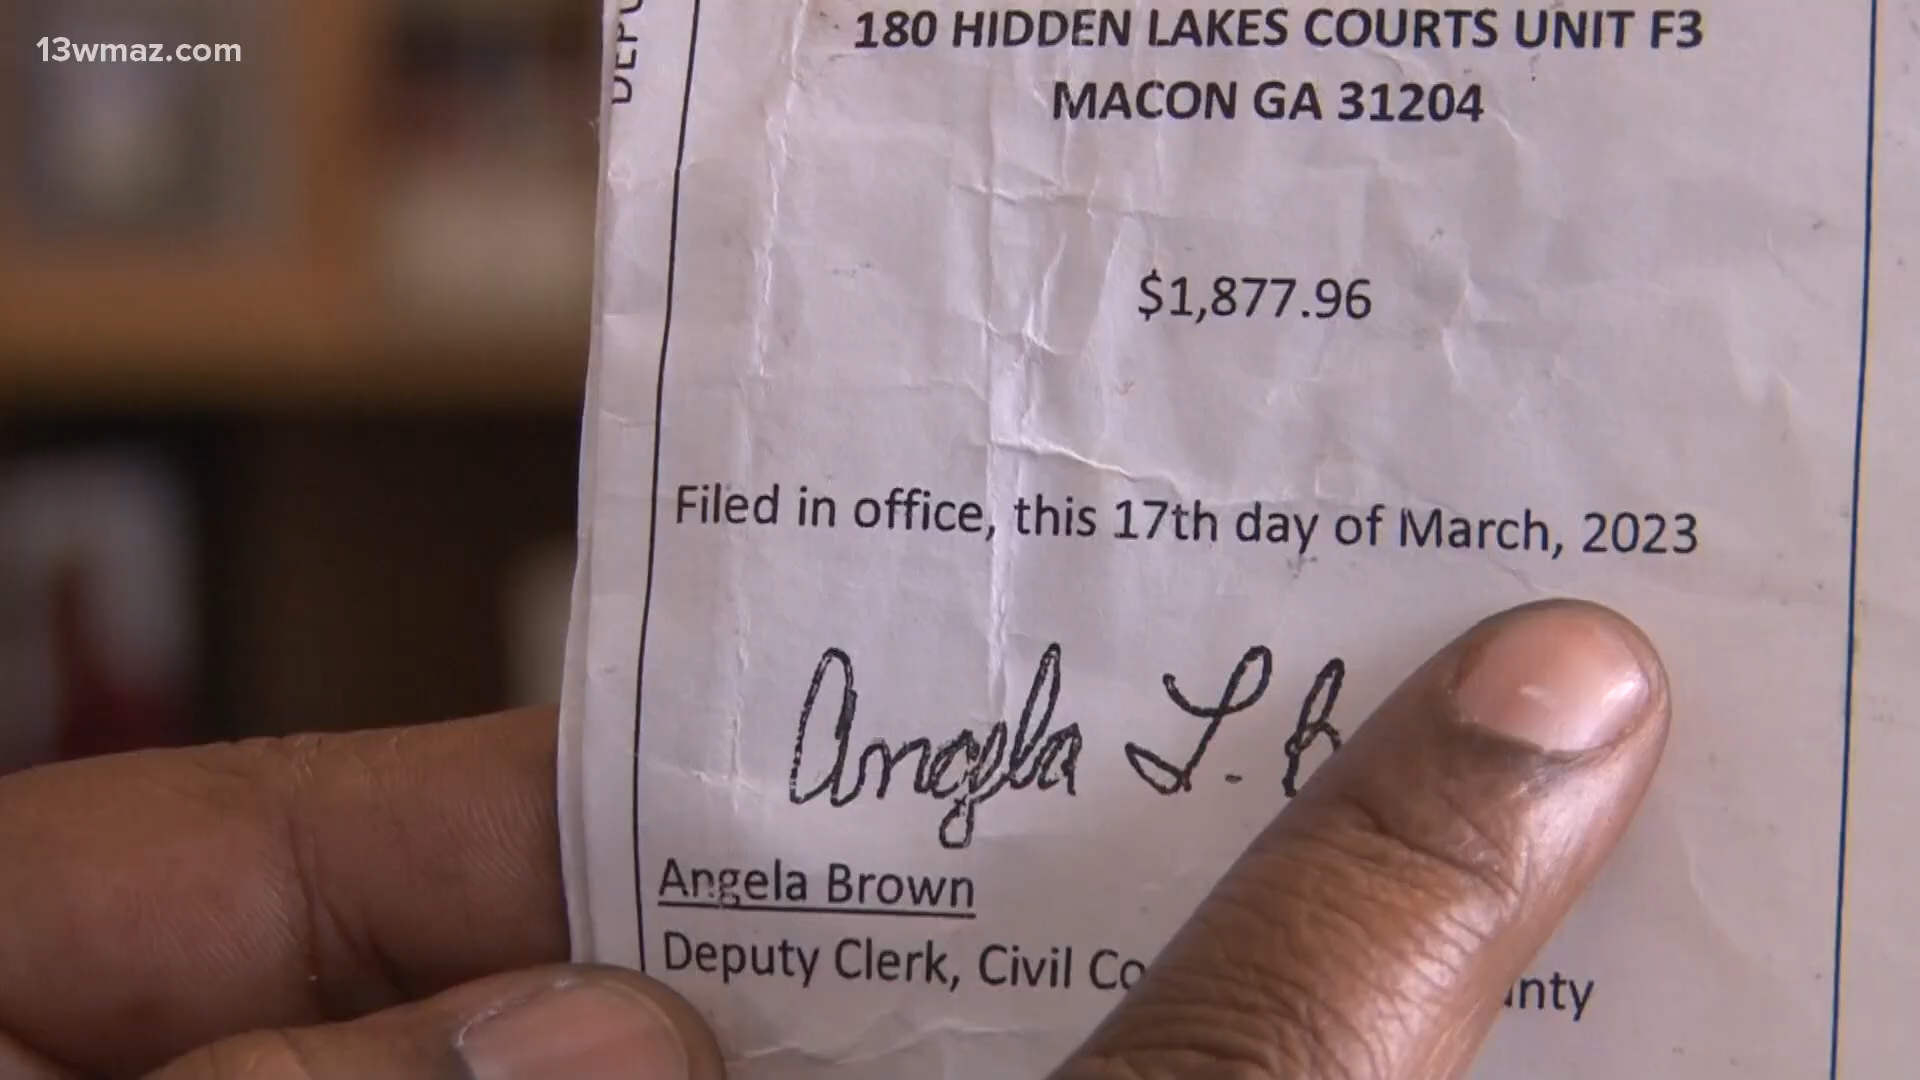 13wmaz.com
180 HIDDEN LAKES COURTS UNIT F3
MACON GA 31204
$1,877.96
Filed in office, this 17th day of March, 2023
Angela L. B
Angela Brown
Deputy Clerk, Civil Co unty